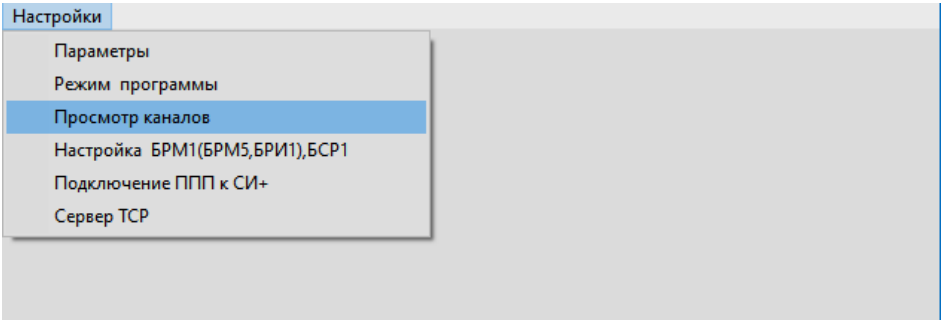 Настройки
Параметры
Режим программы
Просмотр каналов
Настройка БРМ1(БРМ5,БРИ1),БСР1
Подключение ППП к СИ+
Сервер TCP